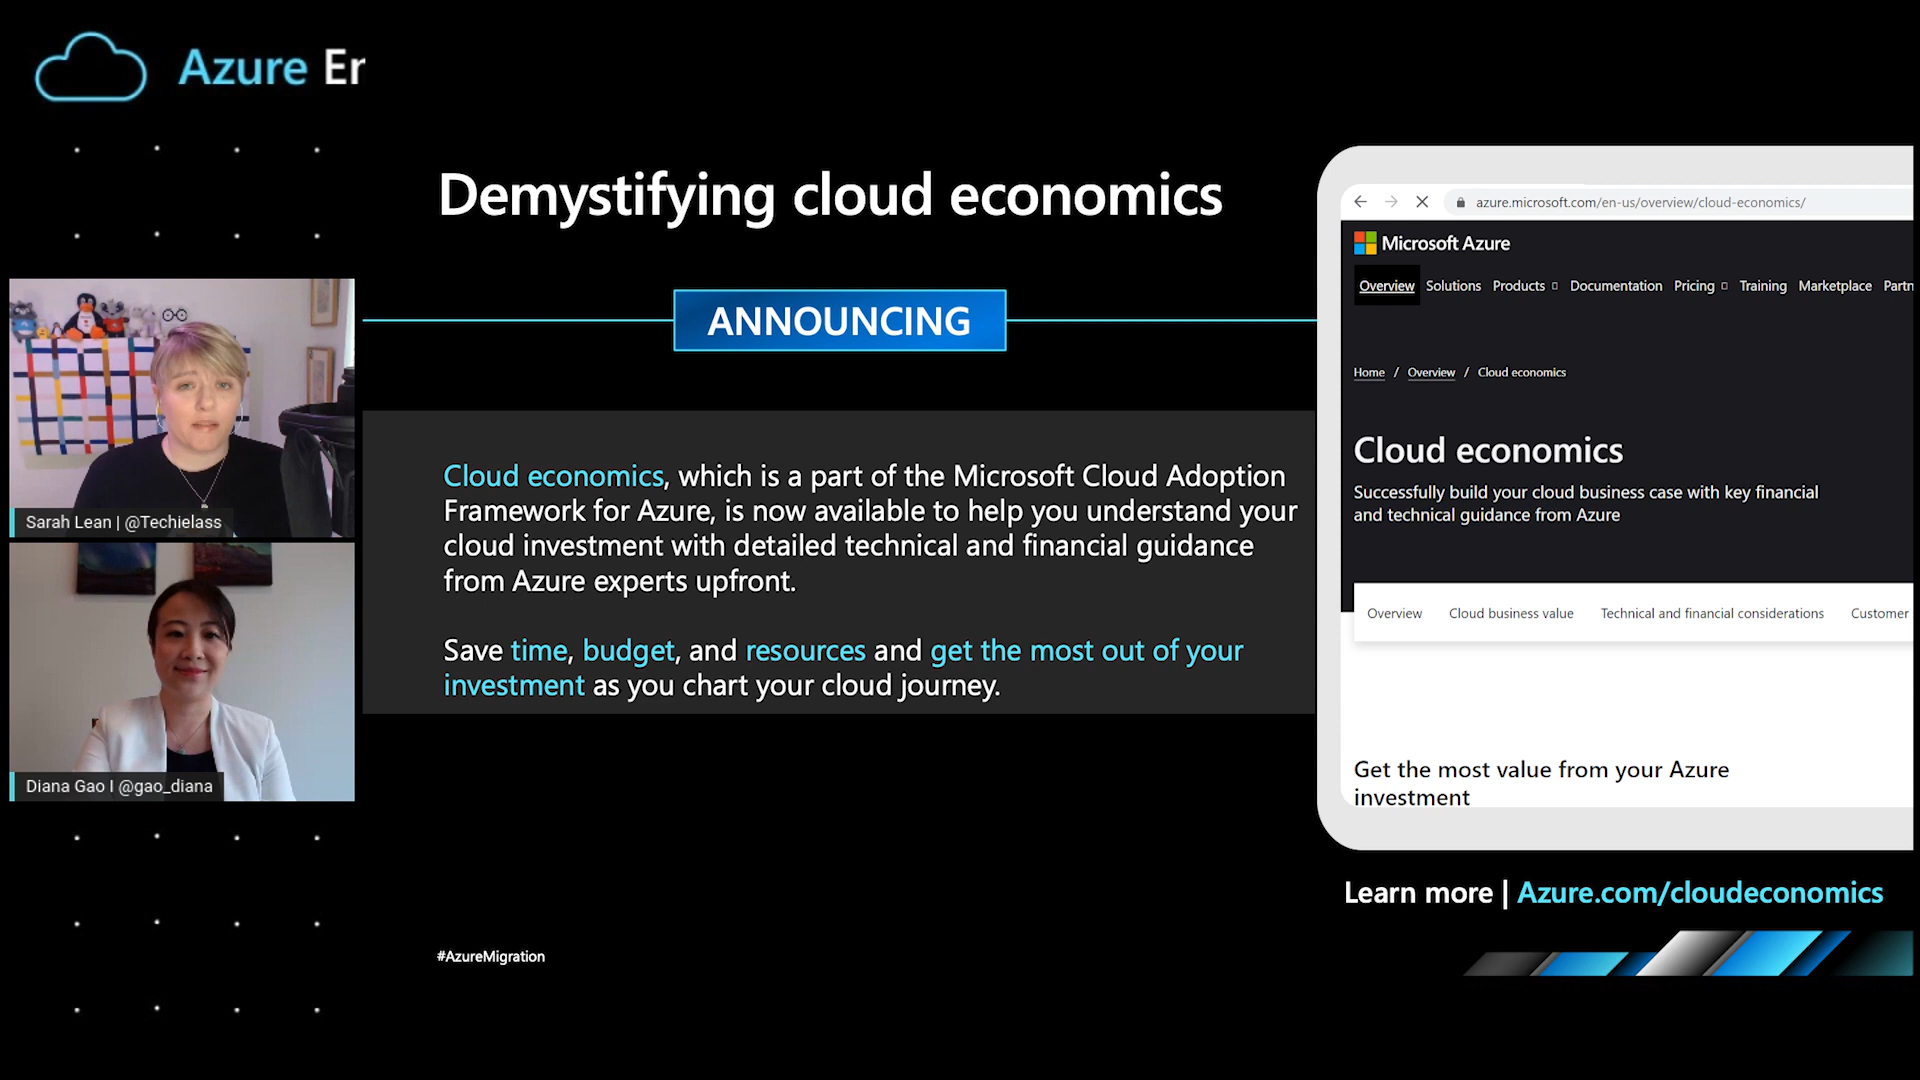 Azure Er
Demystifying cloud economics
ANNOUNCING
Cloud economics, which is a part of the Microsoft Cloud Adoption
Framework for Azure, is now available to help you understand your
cloud investment with detailed technical and financial guidance
from Azure experts upfront.
Save time, budget, and resources and get the most out of your
investment as you chart your cloud journey.
#AzureMigration
Sarah Lean | @Techielass
Diana Gao I @gao_diana
azure.microsoft.com/en-us/overview/cloud-economics/
Microsoft Azure
Overview Solutions Products Documentation Pricing Training Marketplace Partn
Home / Overview / Cloud economics
Cloud economics
Successfully build your cloud business case with key financial
and technical guidance from Azure
Overview Cloud business value Technical and financial considerations Customer
Get the most value from your Azure
investment
Learn more | Azure.com/cloudeconomics